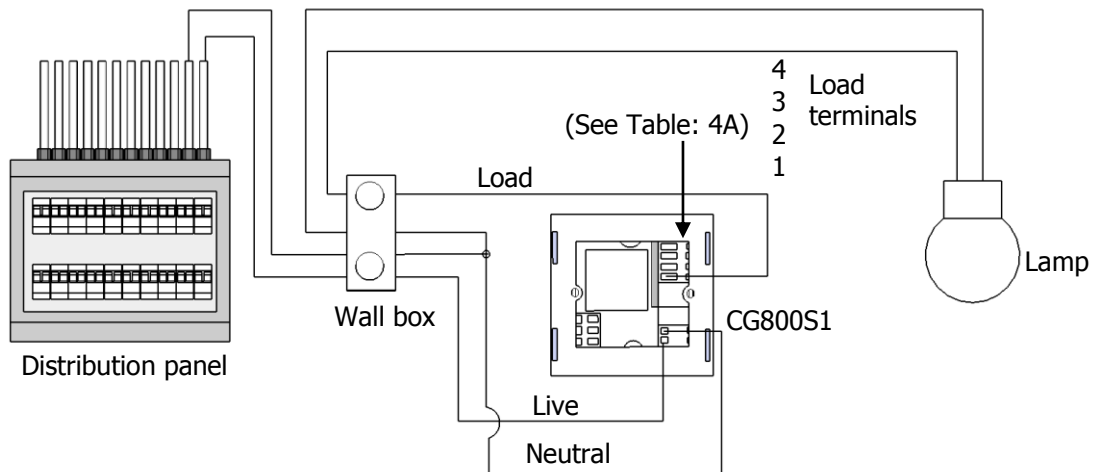 4
3
2
1
Load
terminals
(See Table: 4A)
Load
Lamp
Wall box
CG800S1
Distribution panel
Live
Neutral